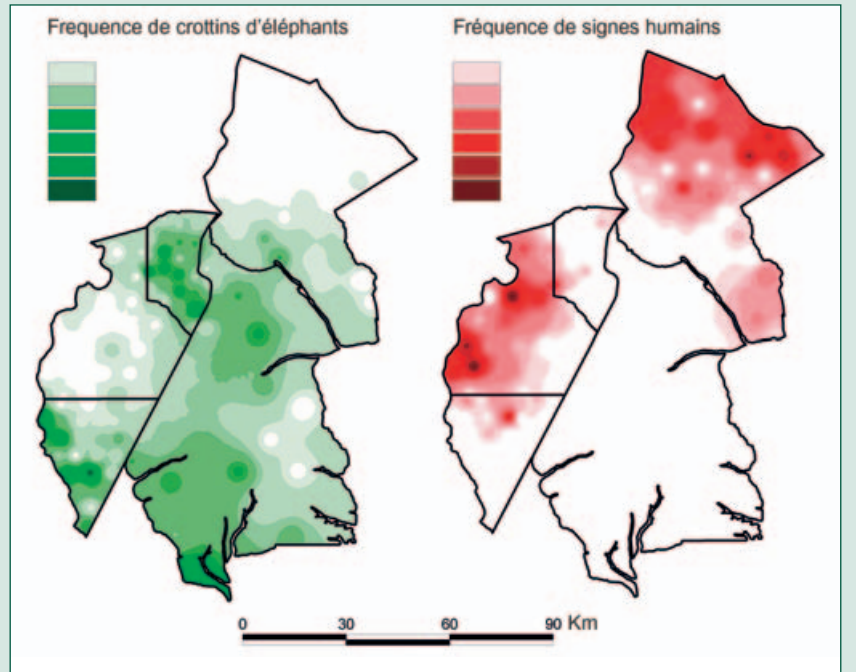 Frequence de crottins d'éléphants
Fréquence de signes humains
0 30 60 90 Km